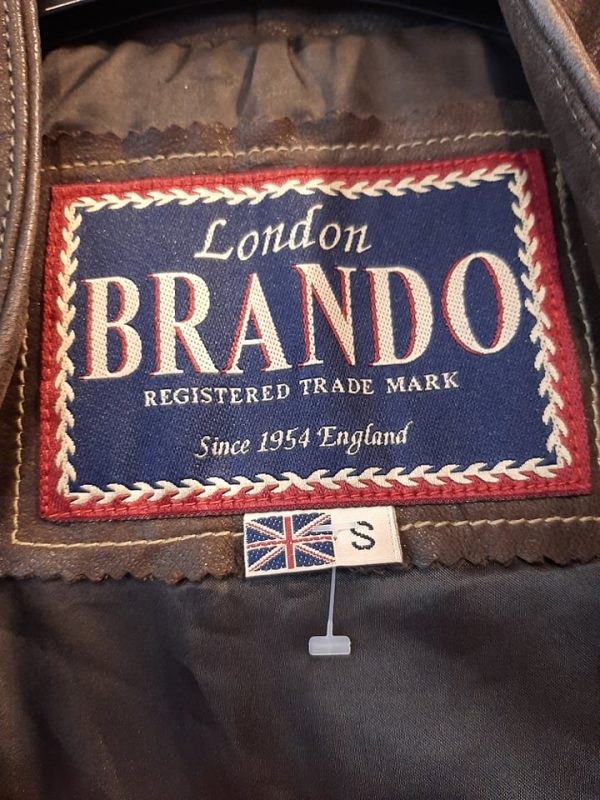 London
BRANDO
REGISTERED TRADE MARK
Since 1954 England
S